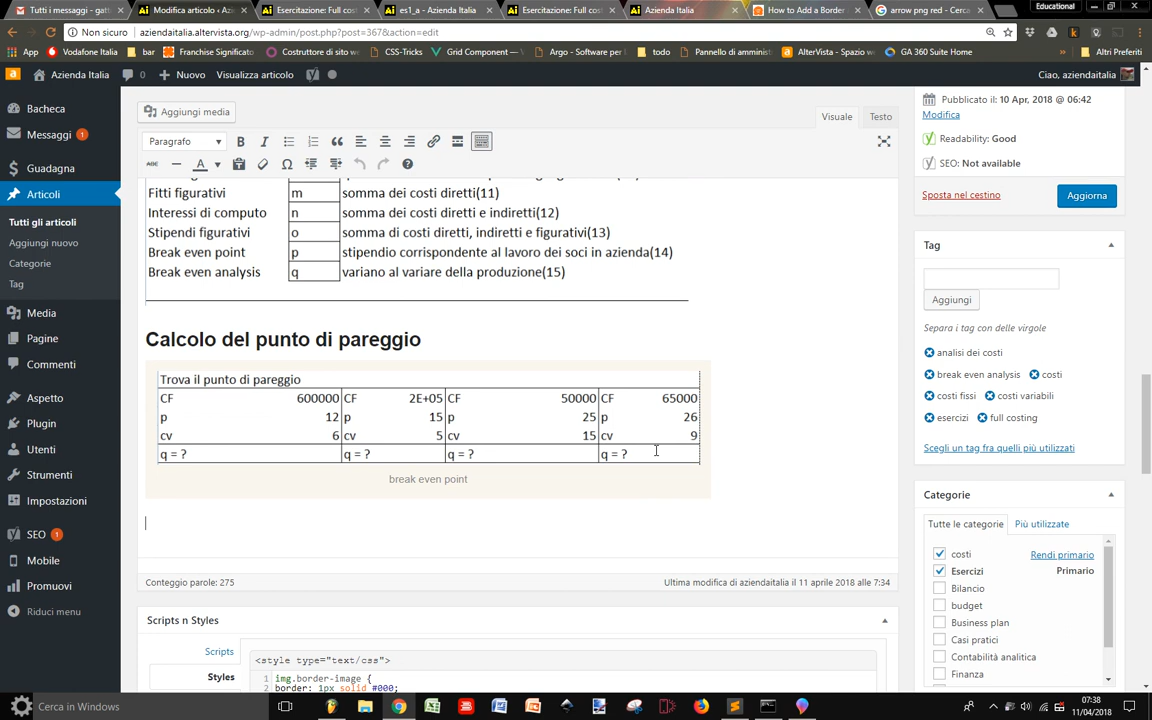 Tutti i messaggi - gatt
Modifica articolo ‹ Azi
Esercitazione: Full cost
es1_a - Azienda Italia
Esercitazione: Full cost
Azienda Italia
How to Add a Border
arrow png red - Cerca
Educational
Non sicuro | aziendaitalia.altervista.org/wp-admin/post.php?post=367&action=edit
App
Vodafone Italia
bar
Franchise Significato
Costruttore di sito w
CSS-Tricks
Grid Component — V
Argo - Software per l
todo
Pannello di amminist
AlterVista - Spazio w
GA 360 Suite Home
»
Altri Preferiti
Azienda Italia
0
Nuovo
Visualizza articolo
Ciao, aziendaitalia
Bacheca
Messaggi 1
Guadagna
Articoli
Tutti gli articoli
Aggiungi nuovo
Categorie
Tag
Media
Pagine
Commenti
Aspetto
Plugin
Utenti
Strumenti
Impostazioni
SEO 1
Mobile
Promuovi
Riduci menu
Aggiungi media
Visuale
Testo
Paragrafo
Fitti figurativi m somma dei costi diretti(11)
Interessi di computo n somma dei costi diretti e indiretti(12)
Stipendi figurativi o somma di costi diretti, indiretti e figurativi(13)
Break even point p stipendio corrispondente al lavoro dei soci in azienda(14)
Break even analysis q variano al variare della produzione(15)
Calcolo del punto di pareggio
Trova il punto di pareggio
CF 600000 CF 2E+05 CF 50000 CF 65000
p 12 p 15 p 25 p 26
cv 6 cv 5 cv 15 cv 9
q = ? q = ? q = ? q = ?
break even point
Conteggio parole: 275
Ultima modifica di aziendaitalia il 11 aprile 2018 alle 7:34
Scripts n Styles
Scripts
Styles
<style type="text/css">
1 img.border-image {
2 border: 1px solid #000;
Pubblicato il: 10 Apr, 2018 @ 06:42
Modifica
Readability: Good
SEO: Not available
Sposta nel cestino
Aggiorna
Tag
Aggiungi
Separa i tag con delle virgole
analisi dei costi
break even analysis
costi
costi fissi
costi variabili
esercizi
full costing
Scegli un tag fra quelli più utilizzati
Categorie
Tutte le categorie
Più utilizzate
costi
Rendi primario
Esercizi
Primario
Bilancio
budget
Business plan
Casi pratici
Contabilità analitica
Finanza
Cerca in Windows
07:38
11/04/2018